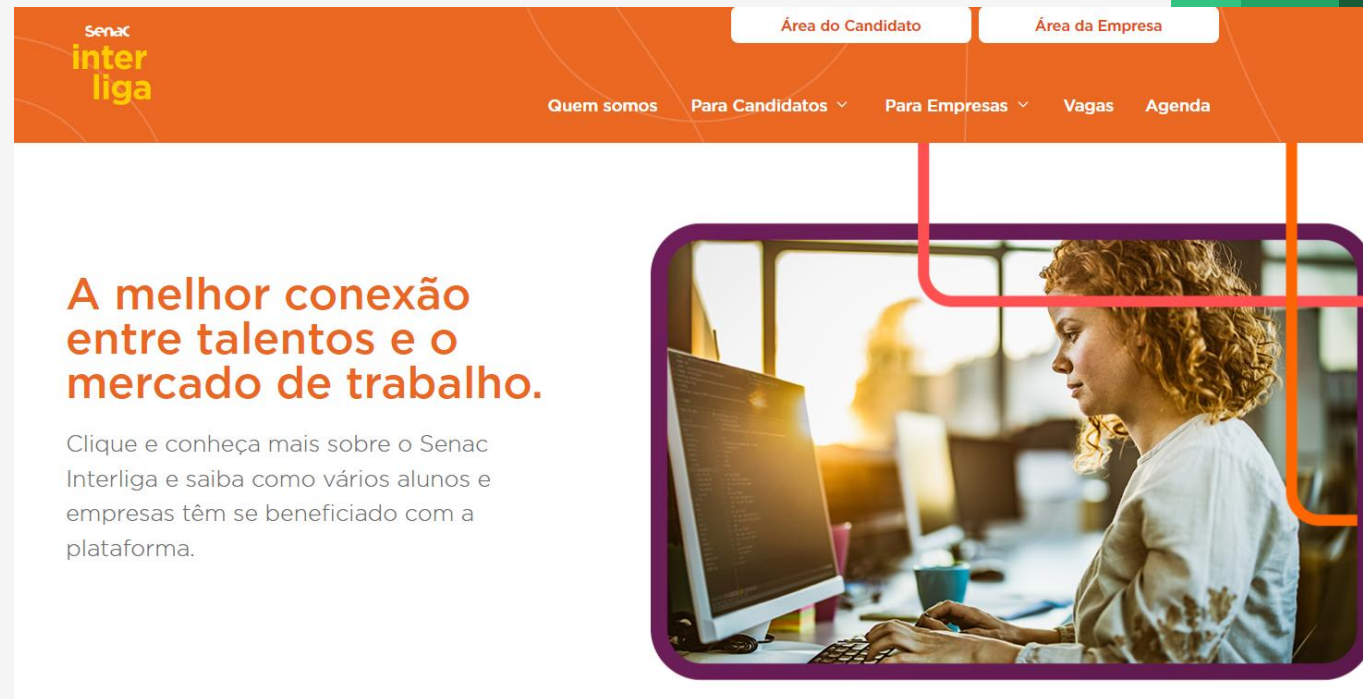 Senac
inter
liga
Área do Candidato
Área da Empresa
Quem somos
Para Candidatos
Para Empresas
Vagas
Agenda
A melhor conexão
entre talentos e o
mercado de trabalho.
Clique e conheça mais sobre o Senac
Interliga e saiba como vários alunos e
empresas têm se beneficiado com a
plataforma.